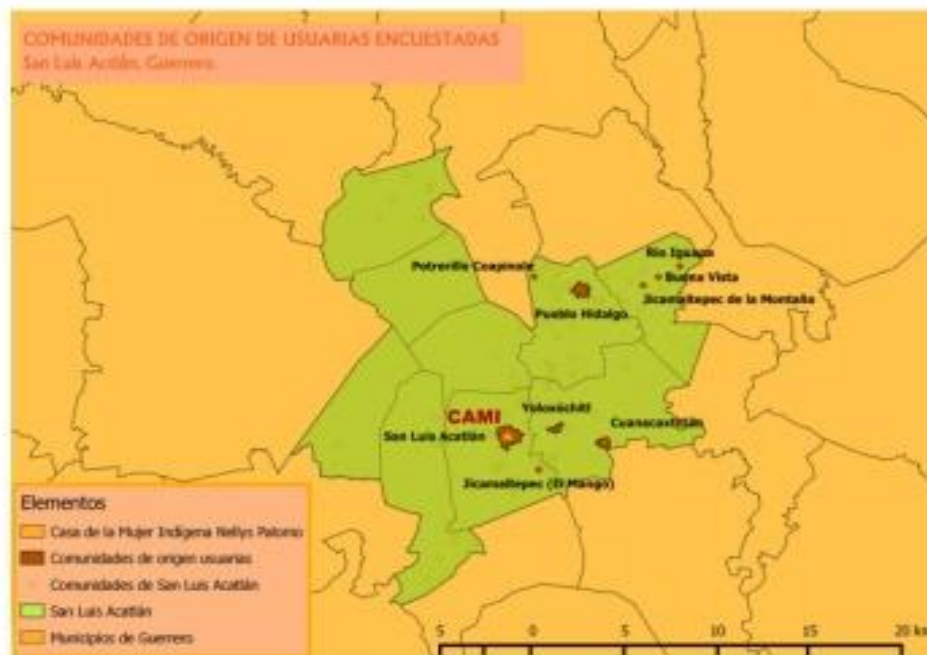 COMUNIDADES DE ORIGEN DE USUARIAS ENCUESTADAS
San Luis Actlán, Guerrero.
Potrerillo Coapinole
Río Iguapa
Buena Vista
Jicamaltepec de la Montaña
Pueblo Hidalgo
CAMI
Yoloxóchitl
Cuanacaxtitlán
San Luis Acatlán
Jicamaltepec (El Mango)
Elementos
Casa de la Mujer Indígena Nellys Palomo
Comunidades de origen usuarias
Comunidades de San Luis Acatlán
San Luis Acatlán
Municipios de Guerrero
5 0 5 10 15 20 km